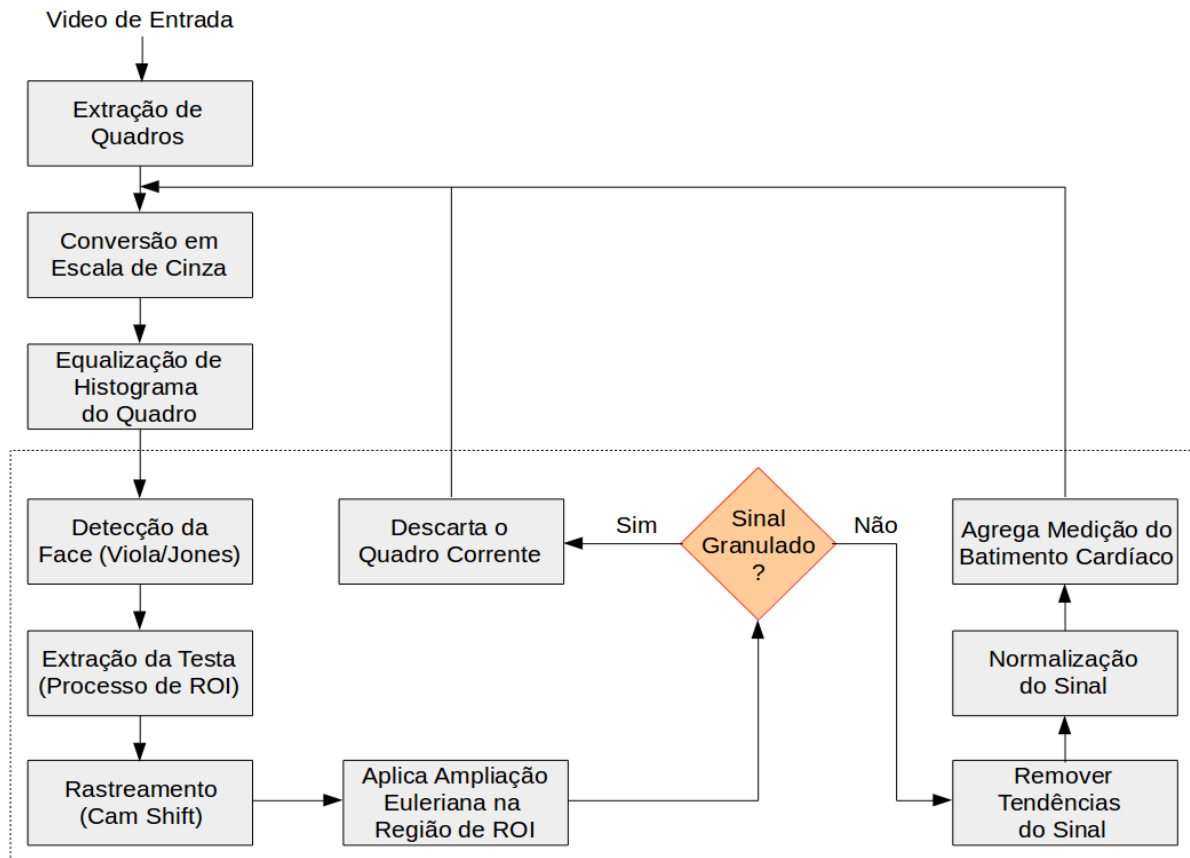 Video de Entrada
Extração de
Quadros
Conversão em
Escala de Cinza
Equalização de
Histograma
do Quadro
Detecção da
Face (Viola/Jones)
Extração da Testa
(Processo de ROI)
Rastreamento
(Cam Shift)
Aplica Ampliação
Euleriana na
Região de ROI
Sinal
Granulado
?
Sim
Descarta o
Quadro Corrente
Não
Remover
Tendências
do Sinal
Normalização
do Sinal
Agrega Medição do
Batimento Cardíaco